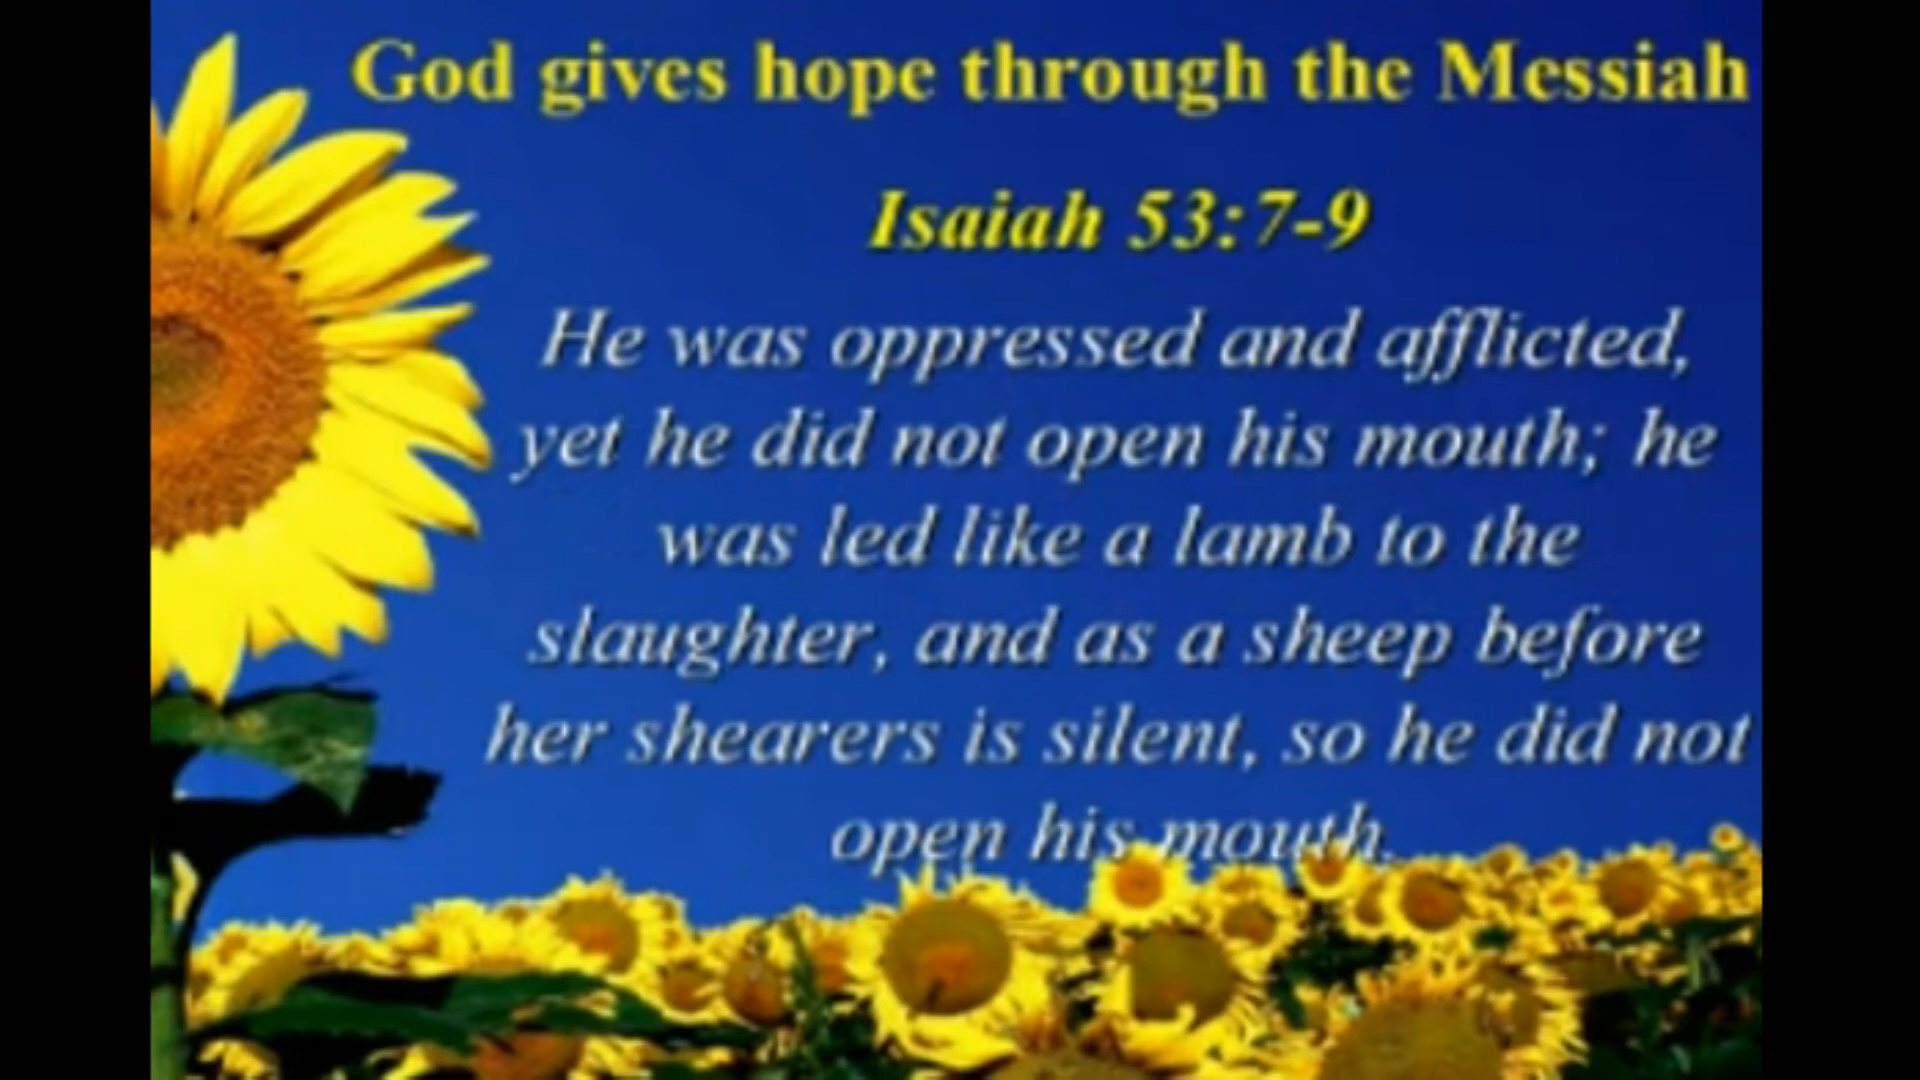 God gives hope through the Messiah
Isaiah 53:7-9
He was oppressed and afflicted,
yet he did not open his mouth; he
was led like a lamb to the
slaughter, and as a sheep before
her shearers is silent, so he did not
open his mouth.